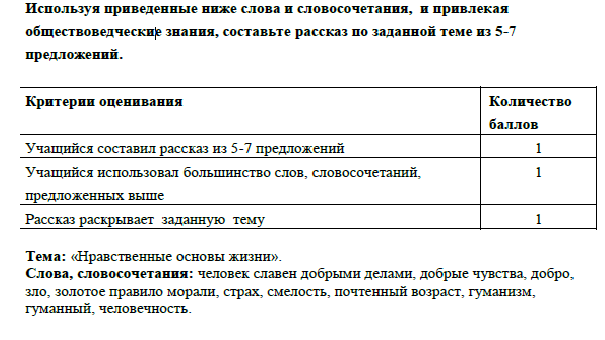 Используя приведенные ниже слова и словосочетания, и привлекая
обществоведческие знания, составьте рассказ по заданной теме из 5-7
предложений.
Критерии оценивания
Количество
баллов
Учащийся составил рассказ из 5-7 предложений
1
Учащийся использовал большинство слов, словосочетаний,
предложенных выше
1
Рассказ раскрывает заданную тему
1
Тема: «Нравственные основы жизни».
Слова, словосочетания: человек славен добрыми делами, добрые чувства, добро,
зло, золотое правило морали, страх, смелость, почтенный возраст, гуманизм,
гуманный, человечность.